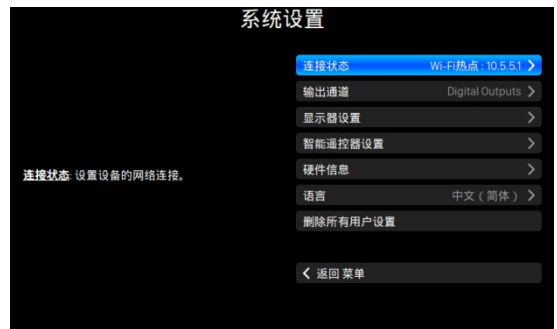 系统设置
连接状态 Wi-Fi热点 : 10.5.5.1
输出通道 Digital Outputs
显示器设置
智能遥控器设置
连接状态: 设置设备的网络连接。
硬件信息
语言 中文 ( 简体 )
删除所有用户设置
返回 菜单